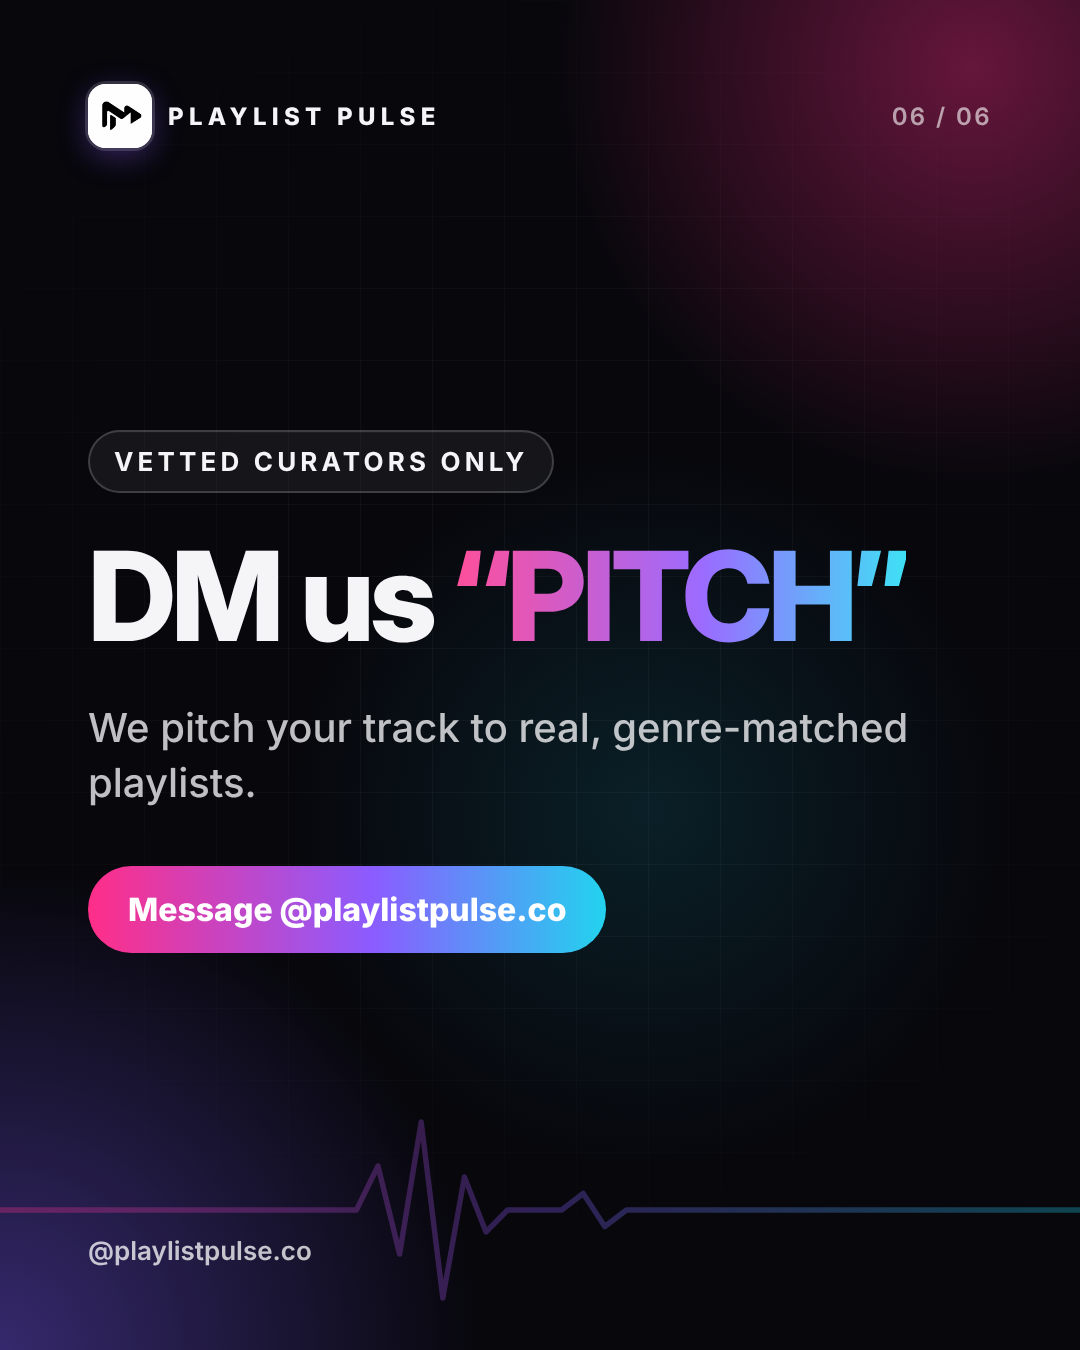 PLAYLIST PULSE
06 / 06
VETTED CURATORS ONLY
DM us “PITCH”
We pitch your track to real, genre-matched
playlists.
Message @playlistpulse.co
@playlistpulse.co